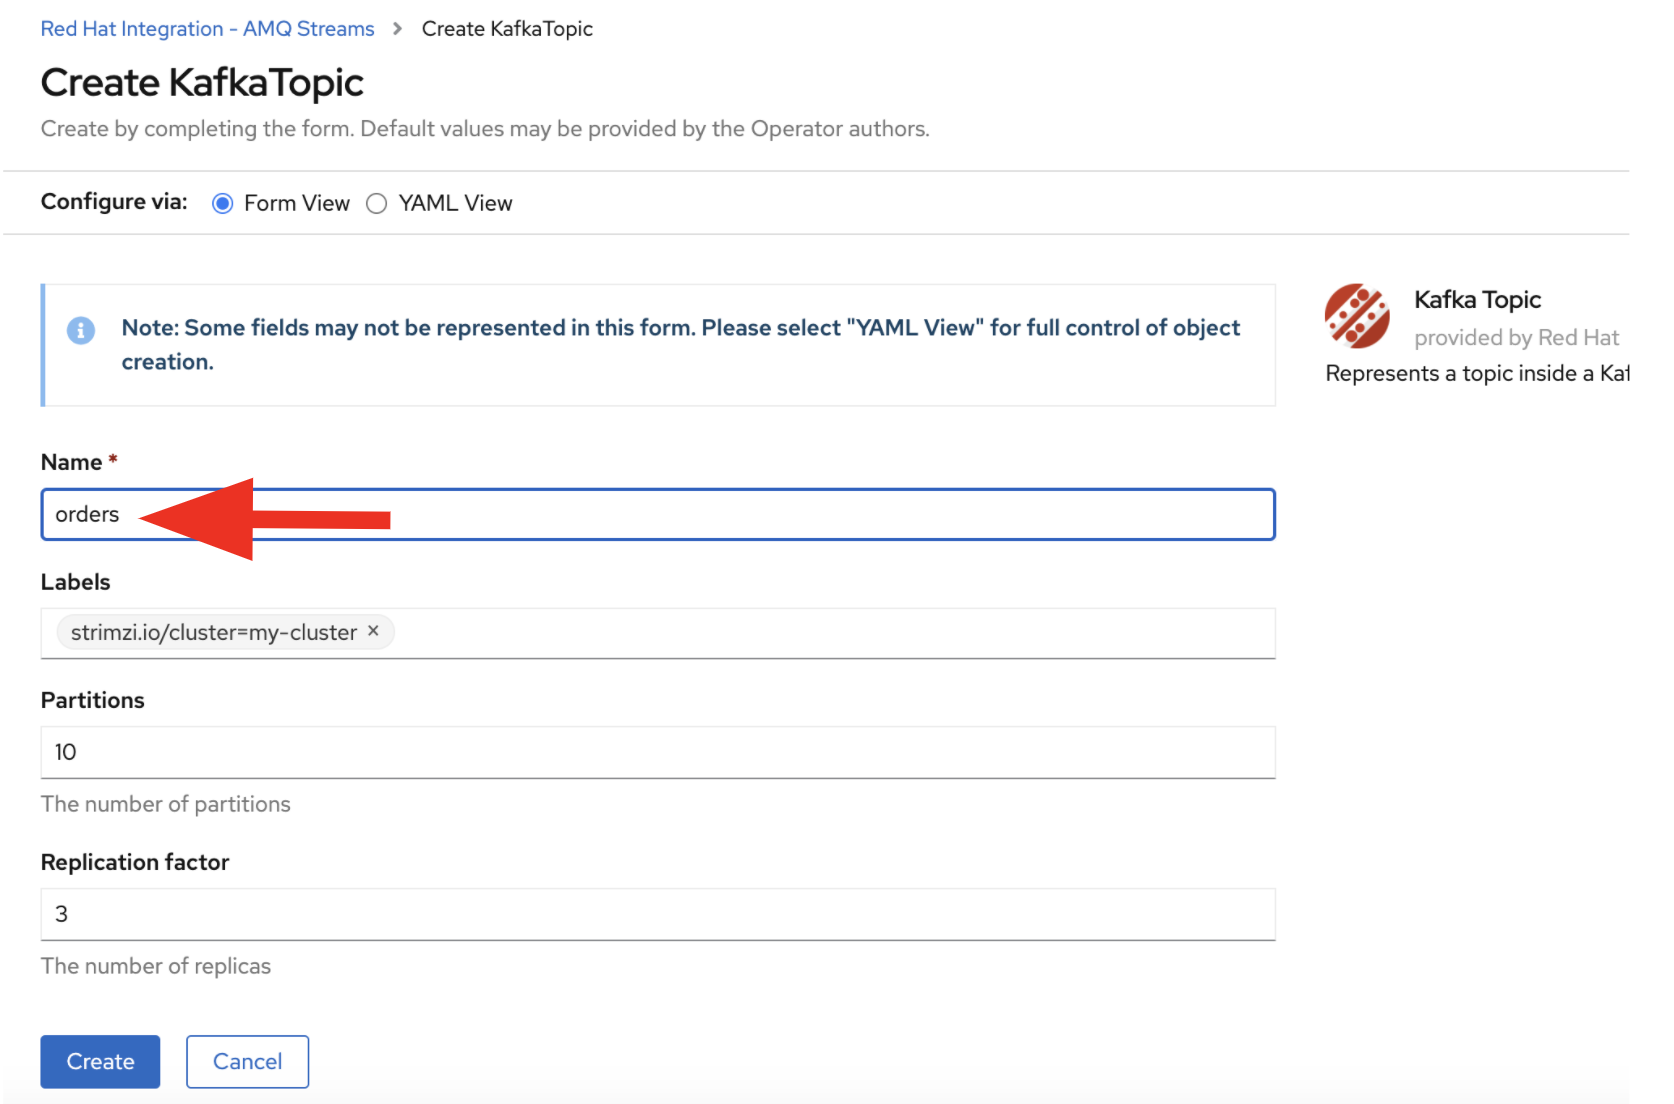 Red Hat Integration - AMQ Streams > Create KafkaTopic
Create KafkaTopic
Create by completing the form. Default values may be provided by the Operator authors.
Configure via: Form View YAML View
Note: Some fields may not be represented in this form. Please select "YAML View" for full control of object
creation.
Kafka Topic
provided by Red Hat
Represents a topic inside a
Name *
orders
Labels
strimzi.io/cluster=my-cluster ×
Partitions
10
The number of partitions
Replication factor
3
The number of replicas
Create Cancel